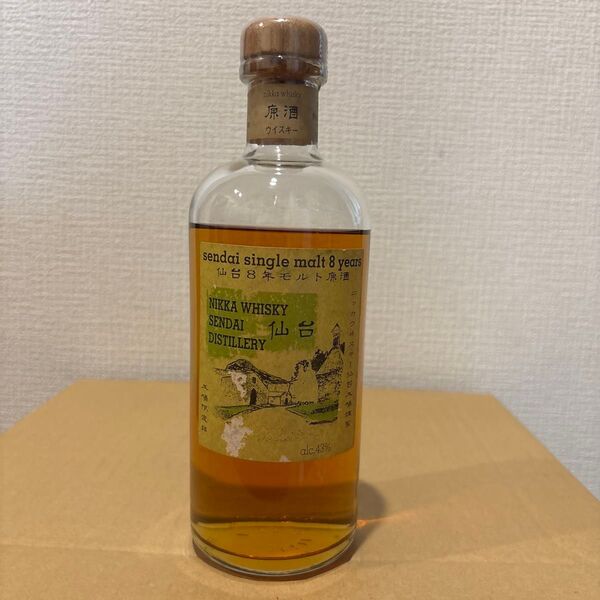 nikka whisky
原酒
ウイスキー
sendai single malt 8 years
仙台8年モルト原酒
NIKKA WHISKY
SENDAI
DISTILLERY
仙台
alc.43%